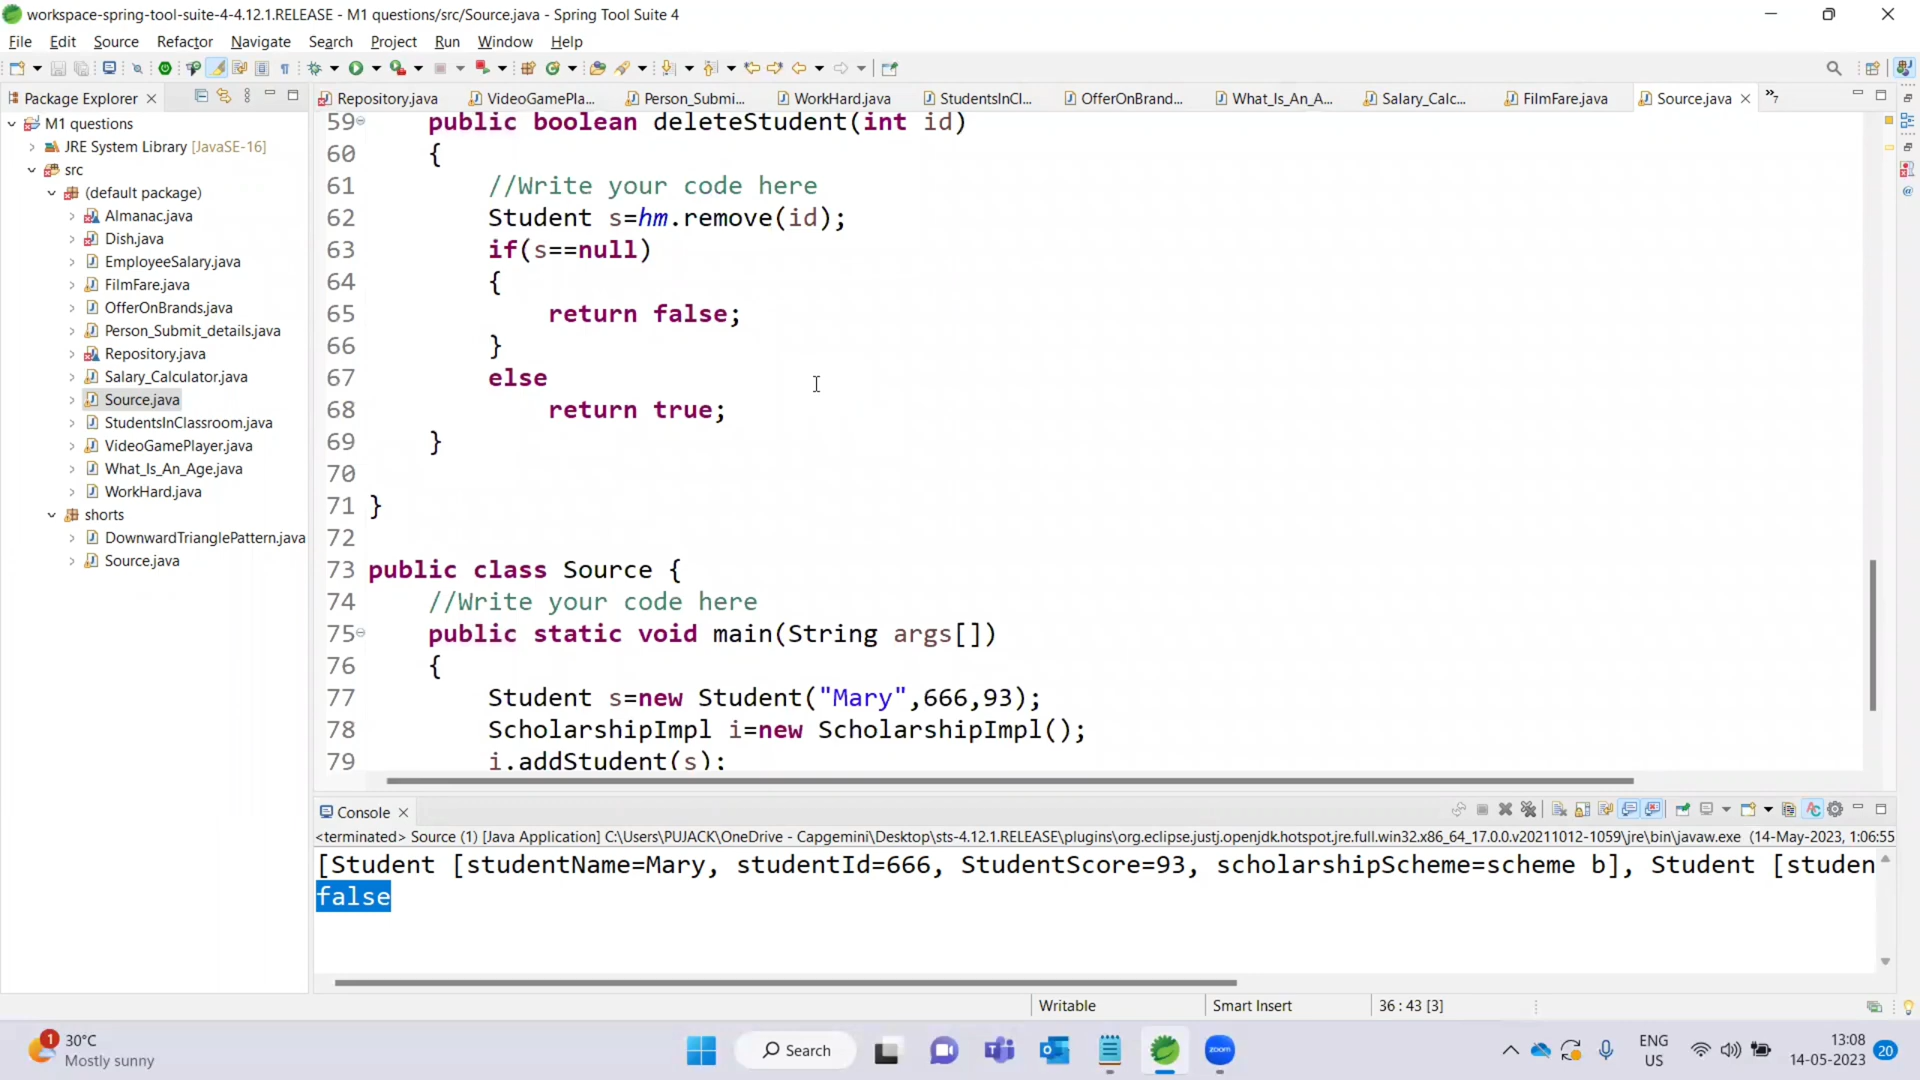 workspace-spring-tool-suite-4-4.12.1.RELEASE - M1 questions/src/Source.java - Spring Tool Suite 4
File Edit Source Refactor Navigate Search Project Run Window Help
Package Explorer
Repository.java VideoGamePla... Person_Submi... WorkHard.java StudentsInCl... OfferOnBrand... What_Is_An_A... Salary_Calc... FilmFare.java Source.java »7
M1 questions
JRE System Library [JavaSE-16]
src
(default package)
Almanac.java
Dish.java
EmployeeSalary.java
FilmFare.java
OfferOnBrands.java
Person_Submit_details.java
Repository.java
Salary_Calculator.java
Source.java
StudentsInClassroom.java
VideoGamePlayer.java
What_Is_An_Age.java
WorkHard.java
shorts
DownwardTrianglePattern.java
Source.java
59 public boolean deleteStudent(int id)
60 {
61 //Write your code here
62 Student s=hm.remove(id);
63 if(s==null)
64 {
65 return false;
66 }
67 else
68 return true;
69 }
70
71 }
72
73 public class Source {
74 //Write your code here
75 public static void main(String args[])
76 {
77 Student s=new Student("Mary",666,93);
78 ScholarshipImpl i=new ScholarshipImpl();
79 i.addStudent(s);
Console
<terminated> Source (1) [Java Application] C:\Users\PUJACK\OneDrive - Capgemini\Desktop\sts-4.12.1.RELEASE\plugins\org.eclipse.justj.openjdk.hotspot.jre.full.win32.x86_64_17.0.0.v20211012-1059\jre\bin\javaw.exe (14-May-2023, 1:06:55
[Student [studentName=Mary, studentId=666, StudentScore=93, scholarshipScheme=scheme b], Student [studen
false
Writable Smart Insert 36 : 43 [3]
1
30°C
Mostly sunny
Search
zoom
ENG
US
13:08
14-05-2023
20